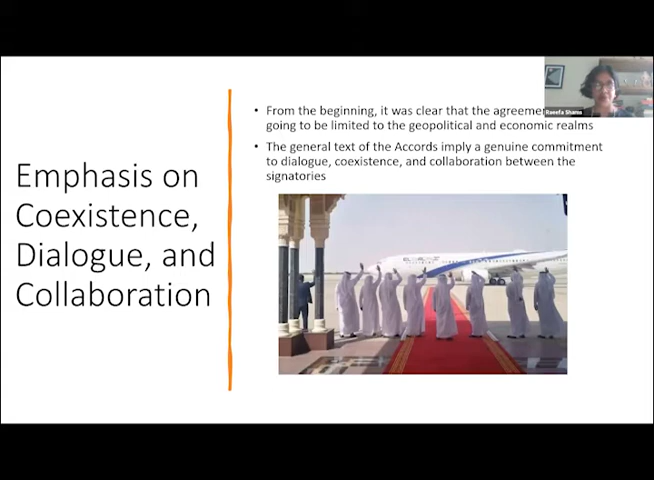 Emphasis on
Coexistence,
Dialogue, and
Collaboration
• From the beginning, it was clear that the
going to be limited to the geopolitical and economic realms
• The general text of the Accords imply a genuine commitment
to dialogue, coexistence, and collaboration between the
signatories
Raeefa Shams